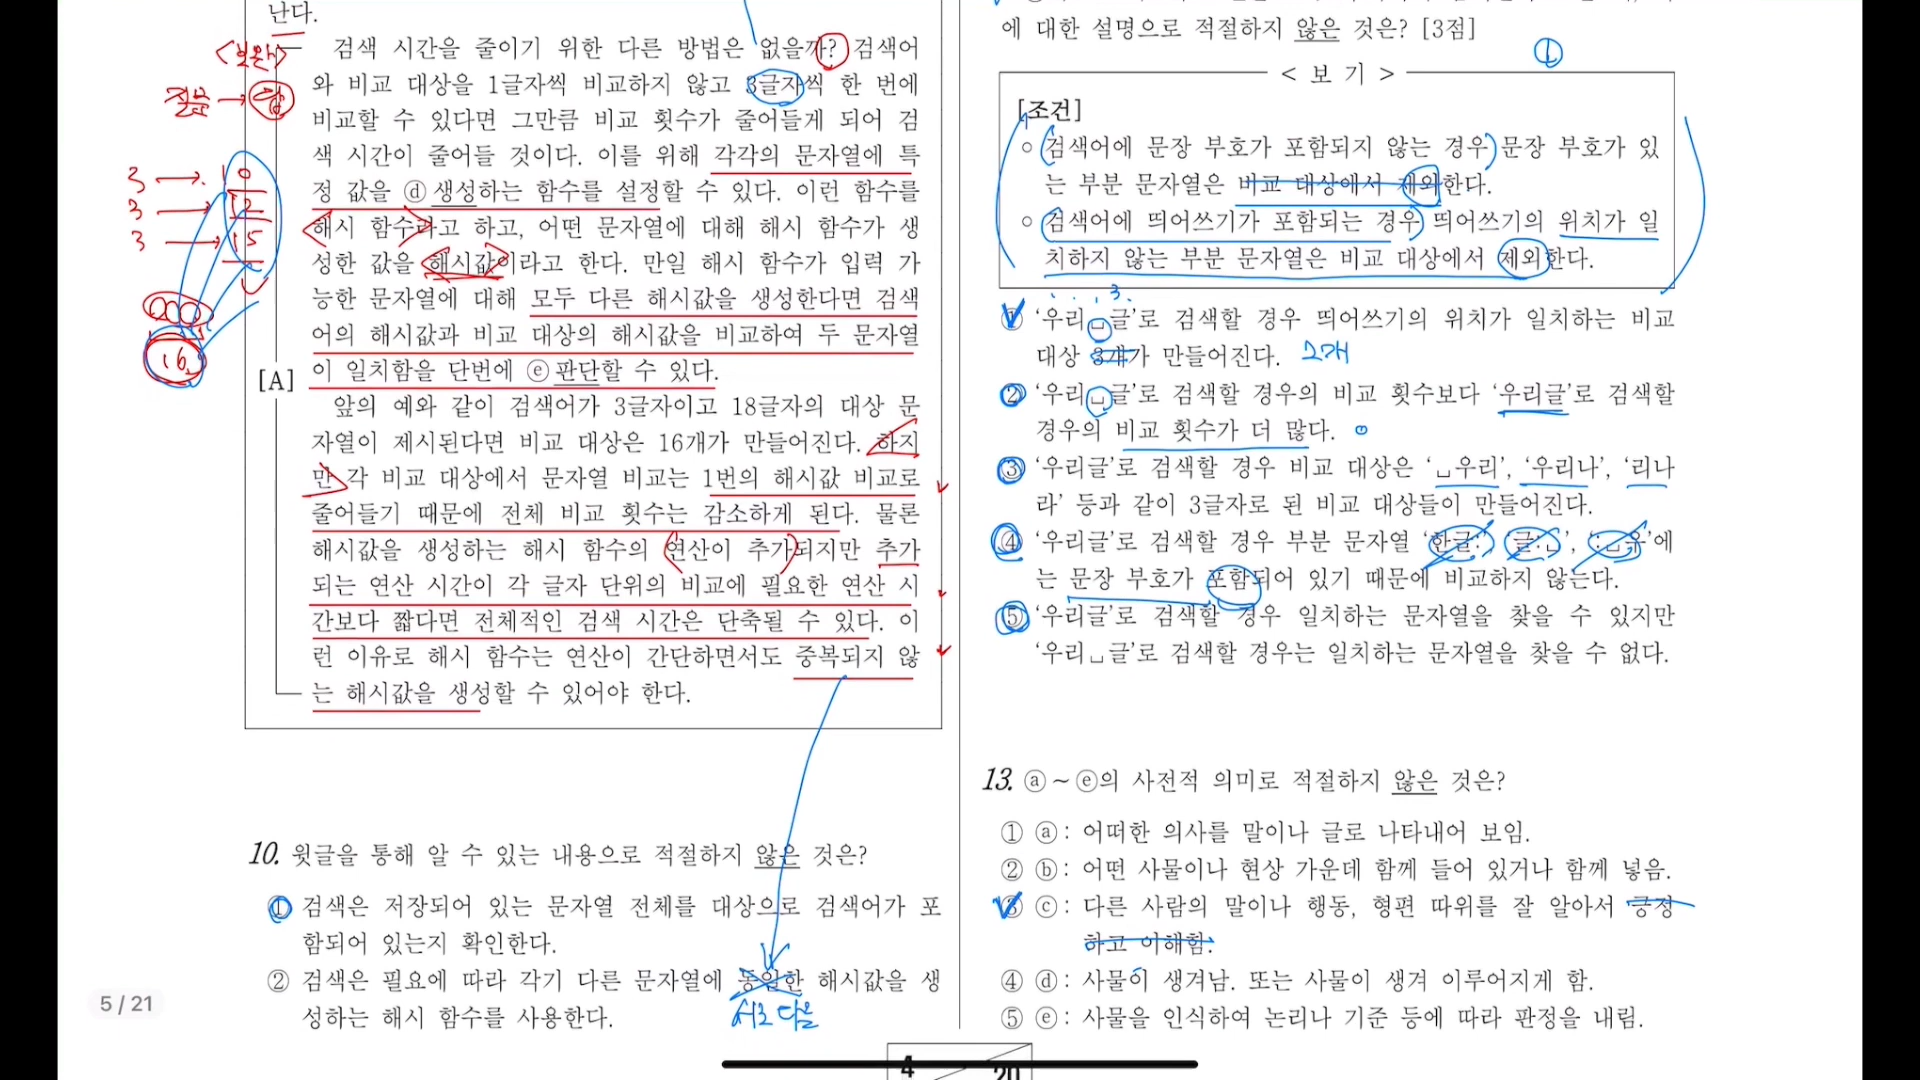 난다.
검색 시간을 줄이기 위한 다른 방법은 없을까? 검색어
와 비교 대상을 1글자씩 비교하지 않고 3글자씩 한 번에
비교할 수 있다면 그만큼 비교 횟수가 줄어들게 되어 검
색 시간이 줄어들 것이다. 이를 위해 각각의 문자열에 특
정 값을 ⓓ 생성하는 함수를 설정할 수 있다. 이런 함수를
해시 함수라고 하고, 어떤 문자열에 대해 해시 함수가 생
성한 값을 해시값이라고 한다. 만일 해시 함수가 입력 가
능한 문자열에 대해 모두 다른 해시값을 생성한다면 검색
어의 해시값과 비교 대상의 해시값을 비교하여 두 문자열
이 일치함을 단번에 ⓔ 판단할 수 있다.
[A]
앞의 예와 같이 검색어가 3글자이고 18글자의 대상 문
자열이 제시된다면 비교 대상은 16개가 만들어진다. 하지
만 각 비교 대상에서 문자열 비교는 1번의 해시값 비교로
줄어들기 때문에 전체 비교 횟수는 감소하게 된다. 물론
해시값을 생성하는 해시 함수의 연산이 추가되지만 추가
되는 연산 시간이 각 글자 단위의 비교에 필요한 연산 시
간보다 짧다면 전체적인 검색 시간은 단축될 수 있다. 이
런 이유로 해시 함수는 연산이 간단하면서도 중복되지 않
는 해시값을 생성할 수 있어야 한다.
3 → 10
3 → 12
3 → 15
16
10. 윗글을 통해 알 수 있는 내용으로 적절하지 않은 것은?
① 검색은 저장되어 있는 문자열 전체를 대상으로 검색어가 포
함되어 있는지 확인한다.
② 검색은 필요에 따라 각기 다른 문자열에 동일한 해시값을 생
서로 다른
성하는 해시 함수를 사용한다.
5 / 21
에 대한 설명으로 적절하지 않은 것은? [3점]
< 보 기 >
[조건]
○ 검색어에 문장 부호가 포함되지 않는 경우 문장 부호가 있
는 부분 문자열은 비교 대상에서 제외한다.
○ 검색어에 띄어쓰기가 포함되는 경우 띄어쓰기의 위치가 일
치하지 않는 부분 문자열은 비교 대상에서 제외한다.
① ‘우리␣글’로 검색할 경우 띄어쓰기의 위치가 일치하는 비교
대상 3개가 만들어진다. 2개
② ‘우리␣글’로 검색할 경우의 비교 횟수보다 ‘우리글’로 검색할
경우의 비교 횟수가 더 많다.
③ ‘우리글’로 검색할 경우 비교 대상은 ‘␣우리’, ‘우리나’, ‘리나
라’ 등과 같이 3글자로 된 비교 대상들이 만들어진다.
④ ‘우리글’로 검색할 경우 부분 문자열 ‘한글:’, ‘글:␣’, ‘:␣우’에
는 문장 부호가 포함되어 있기 때문에 비교하지 않는다.
⑤ ‘우리글’로 검색할 경우 일치하는 문자열을 찾을 수 있지만
‘우리␣글’로 검색할 경우는 일치하는 문자열을 찾을 수 없다.
13. ⓐ~ⓔ의 사전적 의미로 적절하지 않은 것은?
① ⓐ : 어떠한 의사를 말이나 글로 나타내어 보임.
② ⓑ : 어떤 사물이나 현상 가운데 함께 들어 있거나 함께 넣음.
③ ⓒ : 다른 사람의 말이나 행동, 형편 따위를 잘 알아서 긍정
하고 이해함.
④ ⓓ : 사물이 생겨남. 또는 사물이 생겨 이루어지게 함.
⑤ ⓔ : 사물을 인식하여 논리나 기준 등에 따라 판정을 내림.
4
20